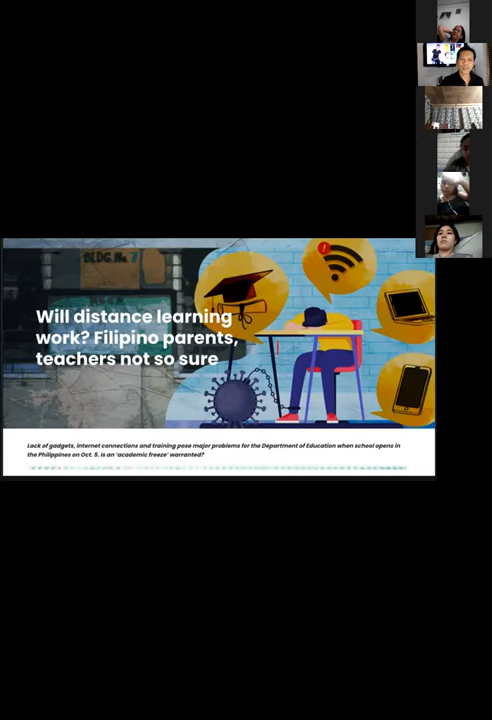 BLDG. No. 7
Will distance learning
work? Filipino parents,
teachers not so sure
Lack of gadgets, internet connections and training pose major problems for the Department of Education when school opens in
the Philippines on Oct. 5. Is an 'academic freeze' warranted?